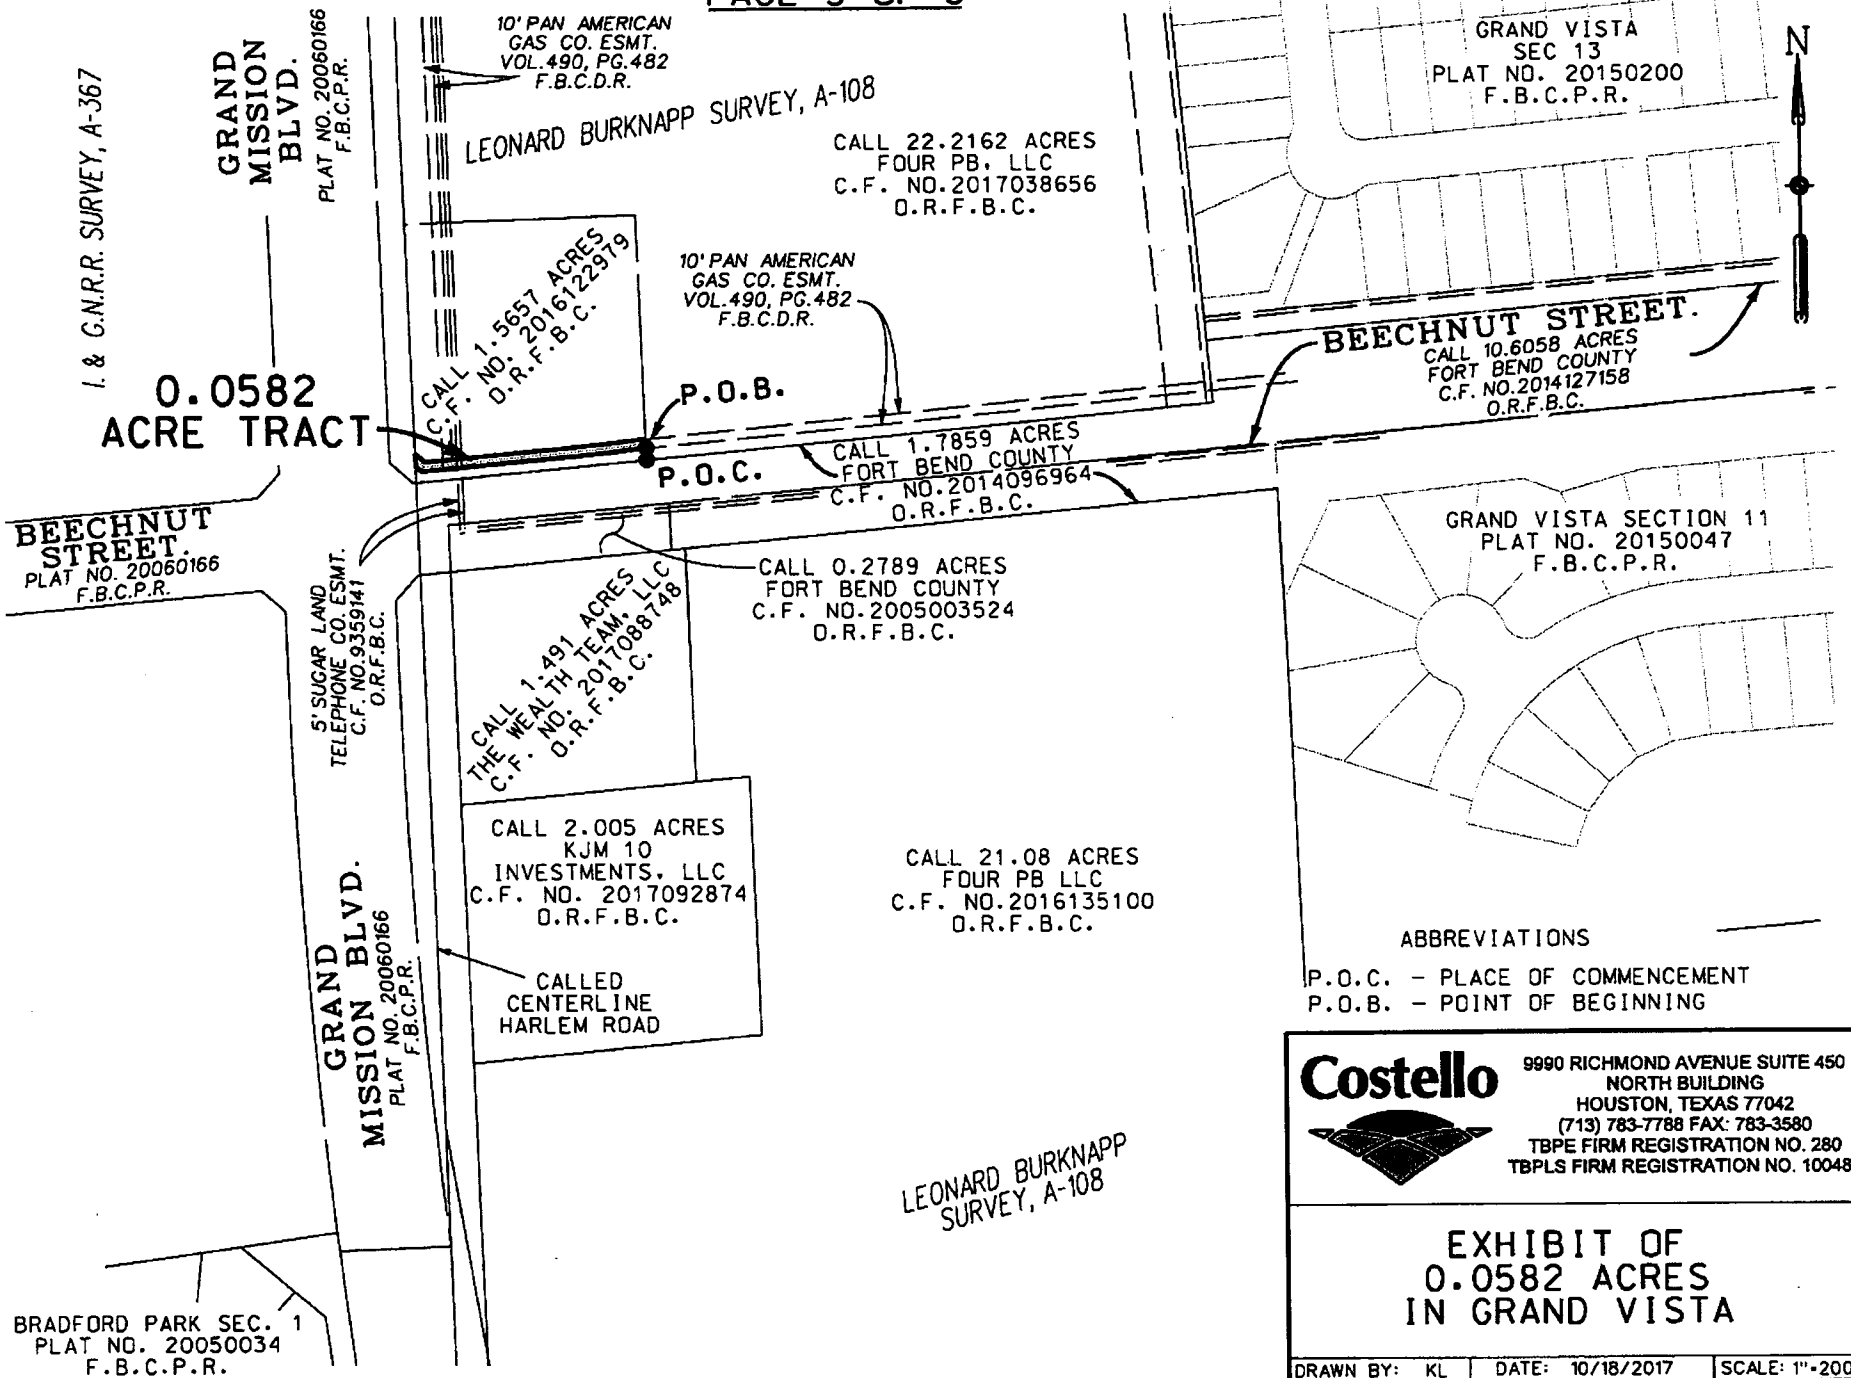 10' PAN AMERICAN
GAS CO. ESMT.
VOL.490, PG.482
F.B.C.D.R.
GRAND
MISSION
BLVD.
PLAT NO. 20060166
F.B.C.P.R.
I. & G.N.R.R. SURVEY, A-367
LEONARD BURKNAPP SURVEY, A-108
CALL 22.2162 ACRES
FOUR PB, LLC
C.F. NO.2017038656
O.R.F.B.C.
GRAND VISTA
SEC 13
PLAT NO. 20150200
F.B.C.P.R.
N
CALL 1.5657 ACRES
C.F. NO. 2016122979
O.R.F.B.C.
10' PAN AMERICAN
GAS CO. ESMT.
VOL.490, PG.482
F.B.C.D.R.
BEECHNUT STREET.
CALL 10.6058 ACRES
FORT BEND COUNTY
C.F. NO.2014127158
O.R.F.B.C.
0.0582
ACRE TRACT
P.O.B.
P.O.C.
CALL 1.7859 ACRES
FORT BEND COUNTY
C.F. NO.2014096964
O.R.F.B.C.
BEECHNUT
STREET.
PLAT NO. 20060166
F.B.C.P.R.
5' SUGAR LAND
TELEPHONE CO. ESMT.
C.F. NO.9359141
O.R.F.B.C.
CALL 0.2789 ACRES
FORT BEND COUNTY
C.F. NO.2005003524
O.R.F.B.C.
GRAND VISTA SECTION 11
PLAT NO. 20150047
F.B.C.P.R.
CALL 1.491 ACRES
THE WEALTH TEAM, LLC
C.F. NO. 2017088748
O.R.F.B.C.
CALL 2.005 ACRES
KJM 10
INVESTMENTS, LLC
C.F. NO. 2017092874
O.R.F.B.C.
CALL 21.08 ACRES
FOUR PB LLC
C.F. NO.2016135100
O.R.F.B.C.
GRAND
MISSION BLVD.
PLAT NO. 20060166
F.B.C.P.R.
CALLED
CENTERLINE
HARLEM ROAD
ABBREVIATIONS
P.O.C. - PLACE OF COMMENCEMENT
P.O.B. - POINT OF BEGINNING
LEONARD BURKNAPP
SURVEY, A-108
BRADFORD PARK SEC. 1
PLAT NO. 20050034
F.B.C.P.R.
Costello
9990 RICHMOND AVENUE SUITE 450
NORTH BUILDING
HOUSTON, TEXAS 77042
(713) 783-7788 FAX: 783-3580
TBPE FIRM REGISTRATION NO. 280
TBPLS FIRM REGISTRATION NO. 10048
EXHIBIT OF
0.0582 ACRES
IN GRAND VISTA
DRAWN BY: KL DATE: 10/18/2017 SCALE: 1"=200